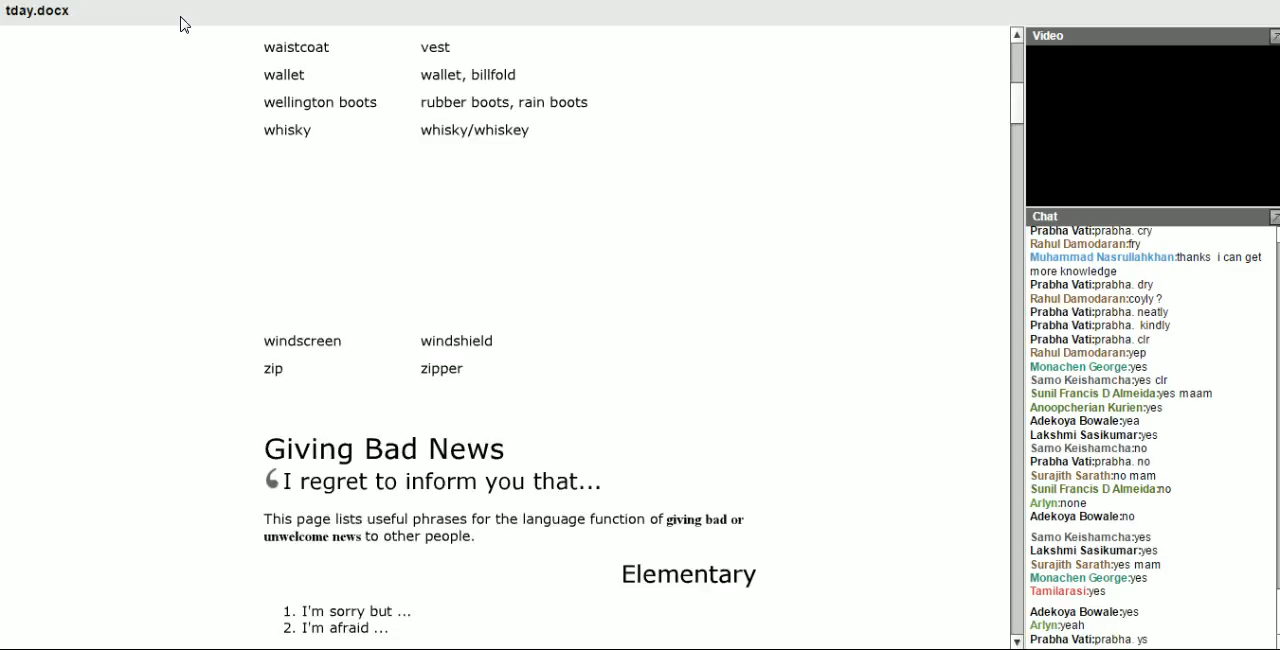 tday.docx
waistcoat vest
wallet wallet, billfold
wellington boots rubber boots, rain boots
whisky whisky/whiskey
windscreen windshield
zip zipper
Giving Bad News
I regret to inform you that...
This page lists useful phrases for the language function of giving bad or
unwelcome news to other people.
Elementary
1. I'm sorry but ...
2. I'm afraid ...
Video
Chat
Prabha Vati:prabha. cry
Rahul Damodaran:fry
Muhammad Nasrullahkhan:thanks i can get
more knowledge
Prabha Vati:prabha. dry
Rahul Damodaran:coyly ?
Prabha Vati:prabha. neatly
Prabha Vati:prabha. kindly
Prabha Vati:prabha. clr
Rahul Damodaran:yep
Monachen George:yes
Samo Keishamcha:yes clr
Sunil Francis D Almeida:yes maam
Anoopcherian Kurien:yes
Adekoya Bowale:yea
Lakshmi Sasikumar:yes
Samo Keishamcha:no
Prabha Vati:prabha. no
Surajith Sarath:no mam
Sunil Francis D Almeida:no
Arlyn:none
Adekoya Bowale:no
Samo Keishamcha:yes
Lakshmi Sasikumar:yes
Surajith Sarath:yes mam
Monachen George:yes
Tamilarasi:yes
Adekoya Bowale:yes
Arlyn:yeah
Prabha Vati:prabha. ys